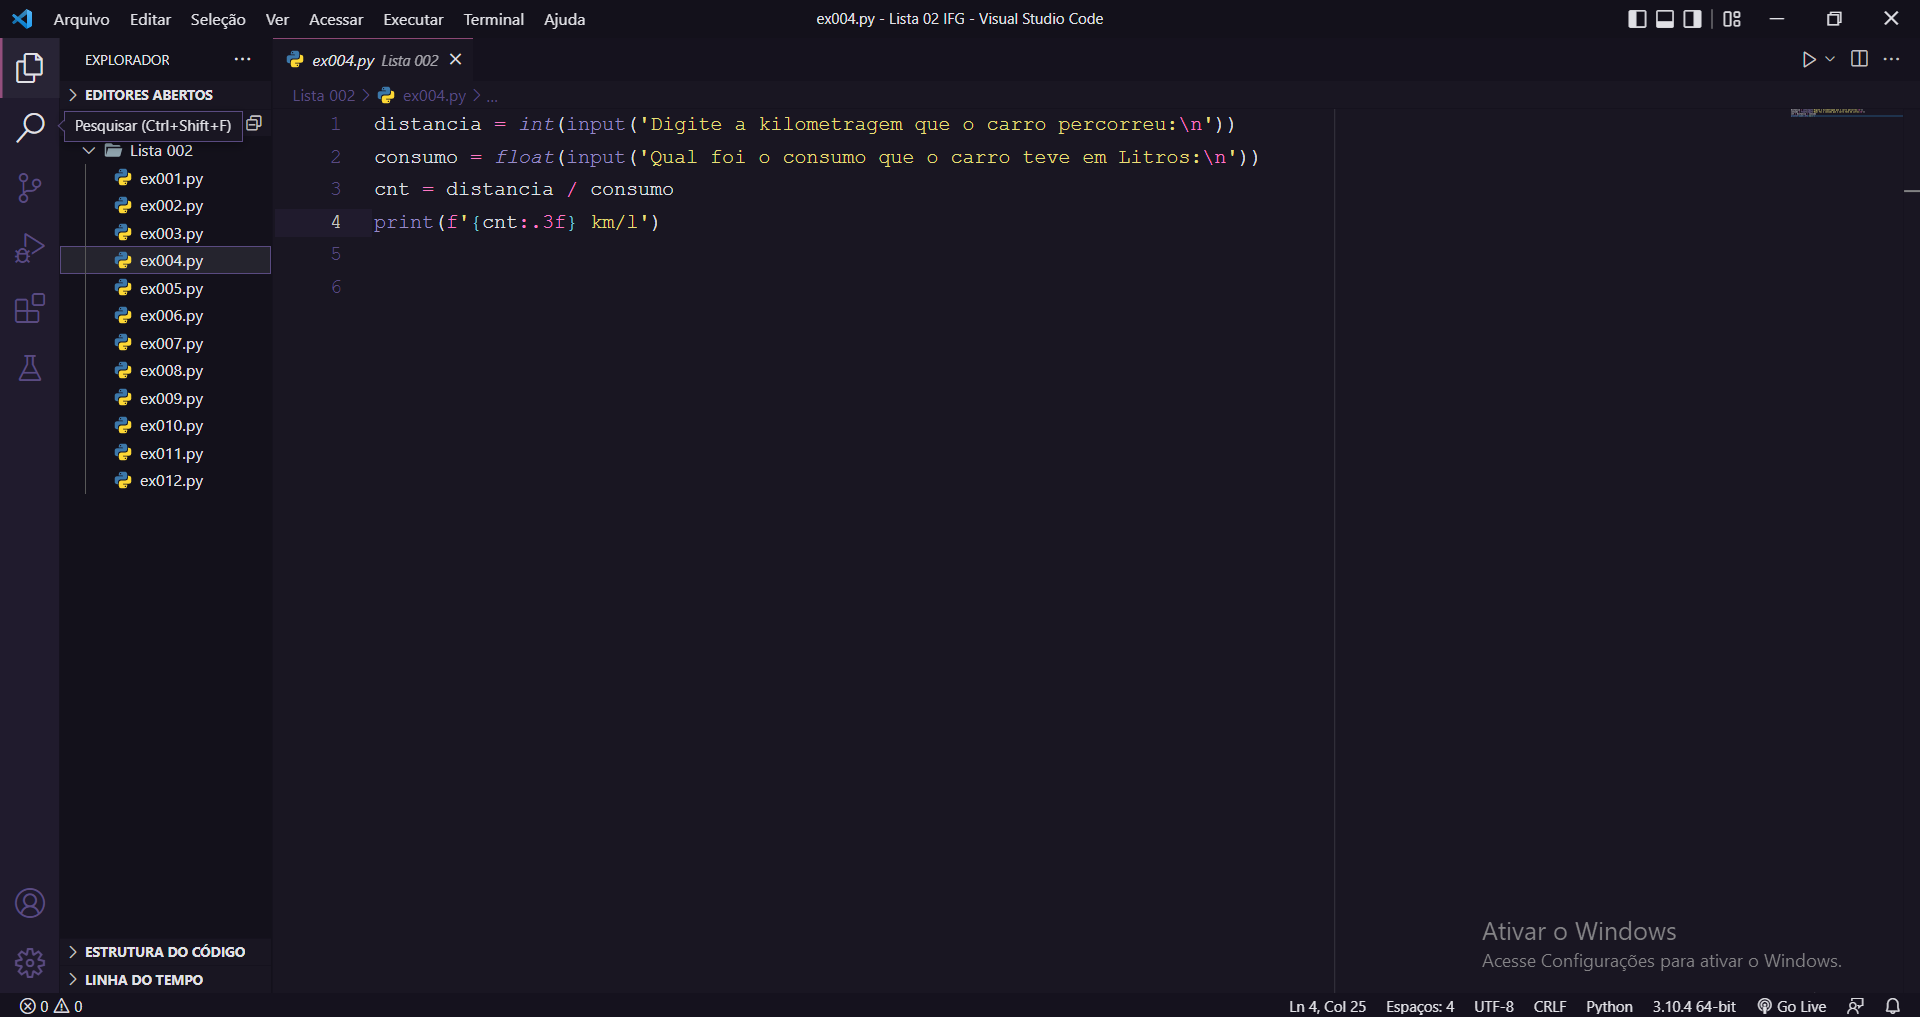 Arquivo Editar Seleção Ver Acessar Executar Terminal Ajuda
ex004.py - Lista 02 IFG - Visual Studio Code
EXPLORADOR
ex004.py Lista 002
EDITORES ABERTOS
Lista 002 > ex004.py > ...
Pesquisar (Ctrl+Shift+F)
Lista 002
ex001.py
ex002.py
ex003.py
ex004.py
ex005.py
ex006.py
ex007.py
ex008.py
ex009.py
ex010.py
ex011.py
ex012.py
1 distancia = int(input('Digite a kilometragem que o carro percorreu:\n'))
2 consumo = float(input('Qual foi o consumo que o carro teve em Litros:\n'))
3 cnt = distancia / consumo
4 print(f'{cnt:.3f} km/l')
5
6
Ativar o Windows
Acesse Configurações para ativar o Windows.
ESTRUTURA DO CÓDIGO
LINHA DO TEMPO
0 0
Ln 4, Col 25 Espaços: 4 UTF-8 CRLF Python 3.10.4 64-bit Go Live